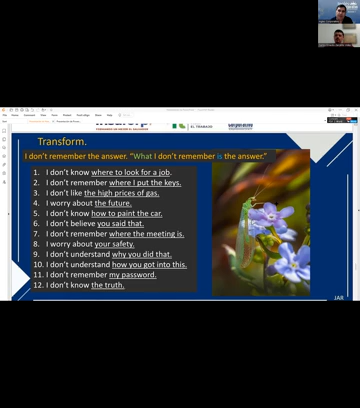 Transform.
I don't remember the answer. "What I don't remember is the answer."
1. I don't know where to look for a job.
2. I don't remember where I put the keys.
3. I don't like the high prices of gas.
4. I worry about the future.
5. I don't know how to paint the car.
6. I don't believe you said that.
7. I don't remember where the meeting is.
8. I worry about your safety.
9. I don't understand why you did that.
10. I don't understand how you got into this.
11. I don't remember my password.
12. I don't know the truth.
JAR